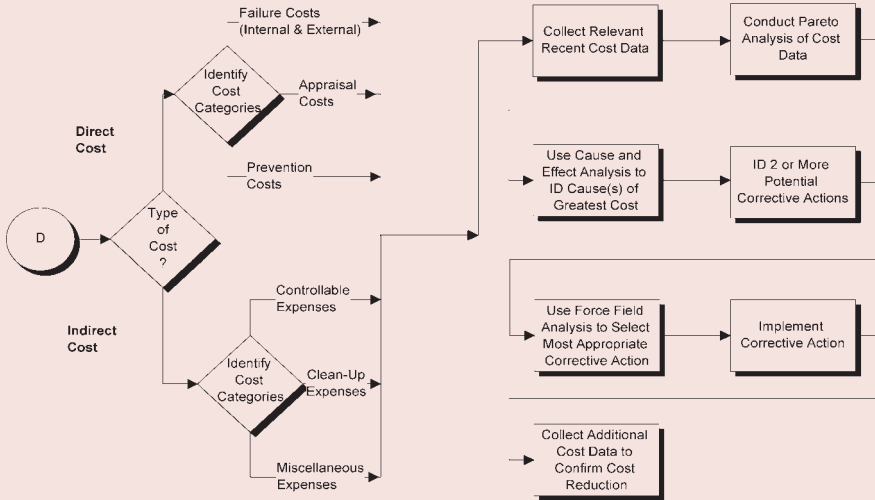 Failure Costs
(Internal & External)
Identify
Cost
Categories
Appraisal
Costs
Direct
Cost
Prevention
Costs
D
Type
of
Cost
?
Indirect
Cost
Controllable
Expenses
Identify
Cost
Categories
Clean-Up
Expenses
Miscellaneous
Expenses
Collect Relevant
Recent Cost Data
Conduct Pareto
Analysis of Cost
Data
Use Cause and
Effect Analysis to
ID Cause(s) of
Greatest Cost
ID 2 or More
Potential
Corrective Actions
Use Force Field
Analysis to Select
Most Appropriate
Corrective Action
Implement
Corrective Action
Collect Additional
Cost Data to
Confirm Cost
Reduction